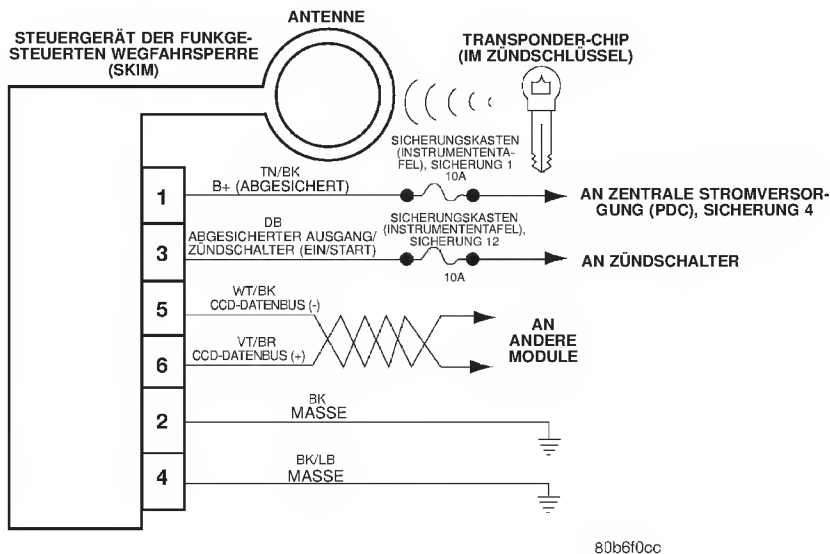 ANTENNE
STEUERGERÄT DER FUNKGE-
STEUERTEN WEGFAHRSPERRE
(SKIM)
TRANSPONDER-CHIP
(IM ZÜNDSCHLÜSSEL)
SICHERUNGSKASTEN
(INSTRUMENTENTA-
FEL), SICHERUNG 1
10A
1
TN/BK
B+ (ABGESICHERT)
AN ZENTRALE STROMVERSOR-
GUNG (PDC), SICHERUNG 4
3
DB
ABGESICHERTER AUSGANG/
ZÜNDSCHALTER (EIN/START)
SICHERUNGSKASTEN
(INSTRUMENTENTAFEL),
SICHERUNG 12
10A
AN ZÜNDSCHALTER
5
WT/BK
CCD-DATENBUS (-)
6
VT/BR
CCD-DATENBUS (+)
AN
ANDERE
MODULE
2
BK
MASSE
4
BK/LB
MASSE
80b6f0cc